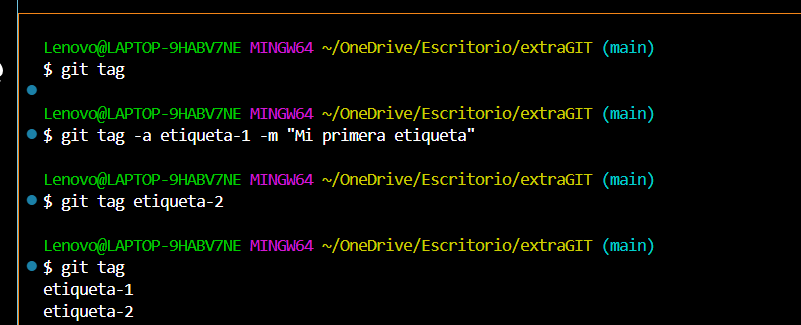 Lenovo@LAPTOP-9HABV7NE MINGW64 ~/OneDrive/Escritorio/extraGIT (main)
$ git tag
Lenovo@LAPTOP-9HABV7NE MINGW64 ~/OneDrive/Escritorio/extraGIT (main)
$ git tag -a etiqueta-1 -m "Mi primera etiqueta"
Lenovo@LAPTOP-9HABV7NE MINGW64 ~/OneDrive/Escritorio/extraGIT (main)
$ git tag etiqueta-2
Lenovo@LAPTOP-9HABV7NE MINGW64 ~/OneDrive/Escritorio/extraGIT (main)
$ git tag
etiqueta-1
etiqueta-2